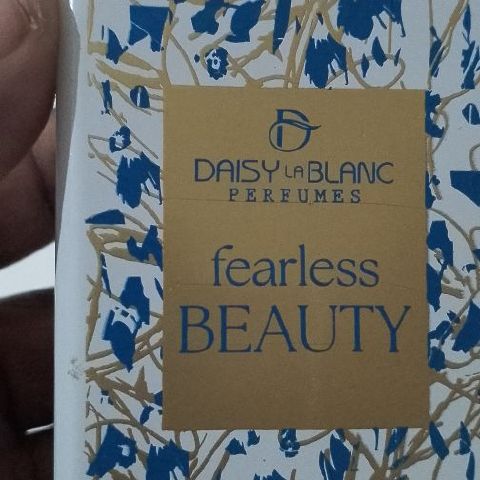 DAISY LA BLANC
PERFUMES
fearless
BEAUTY